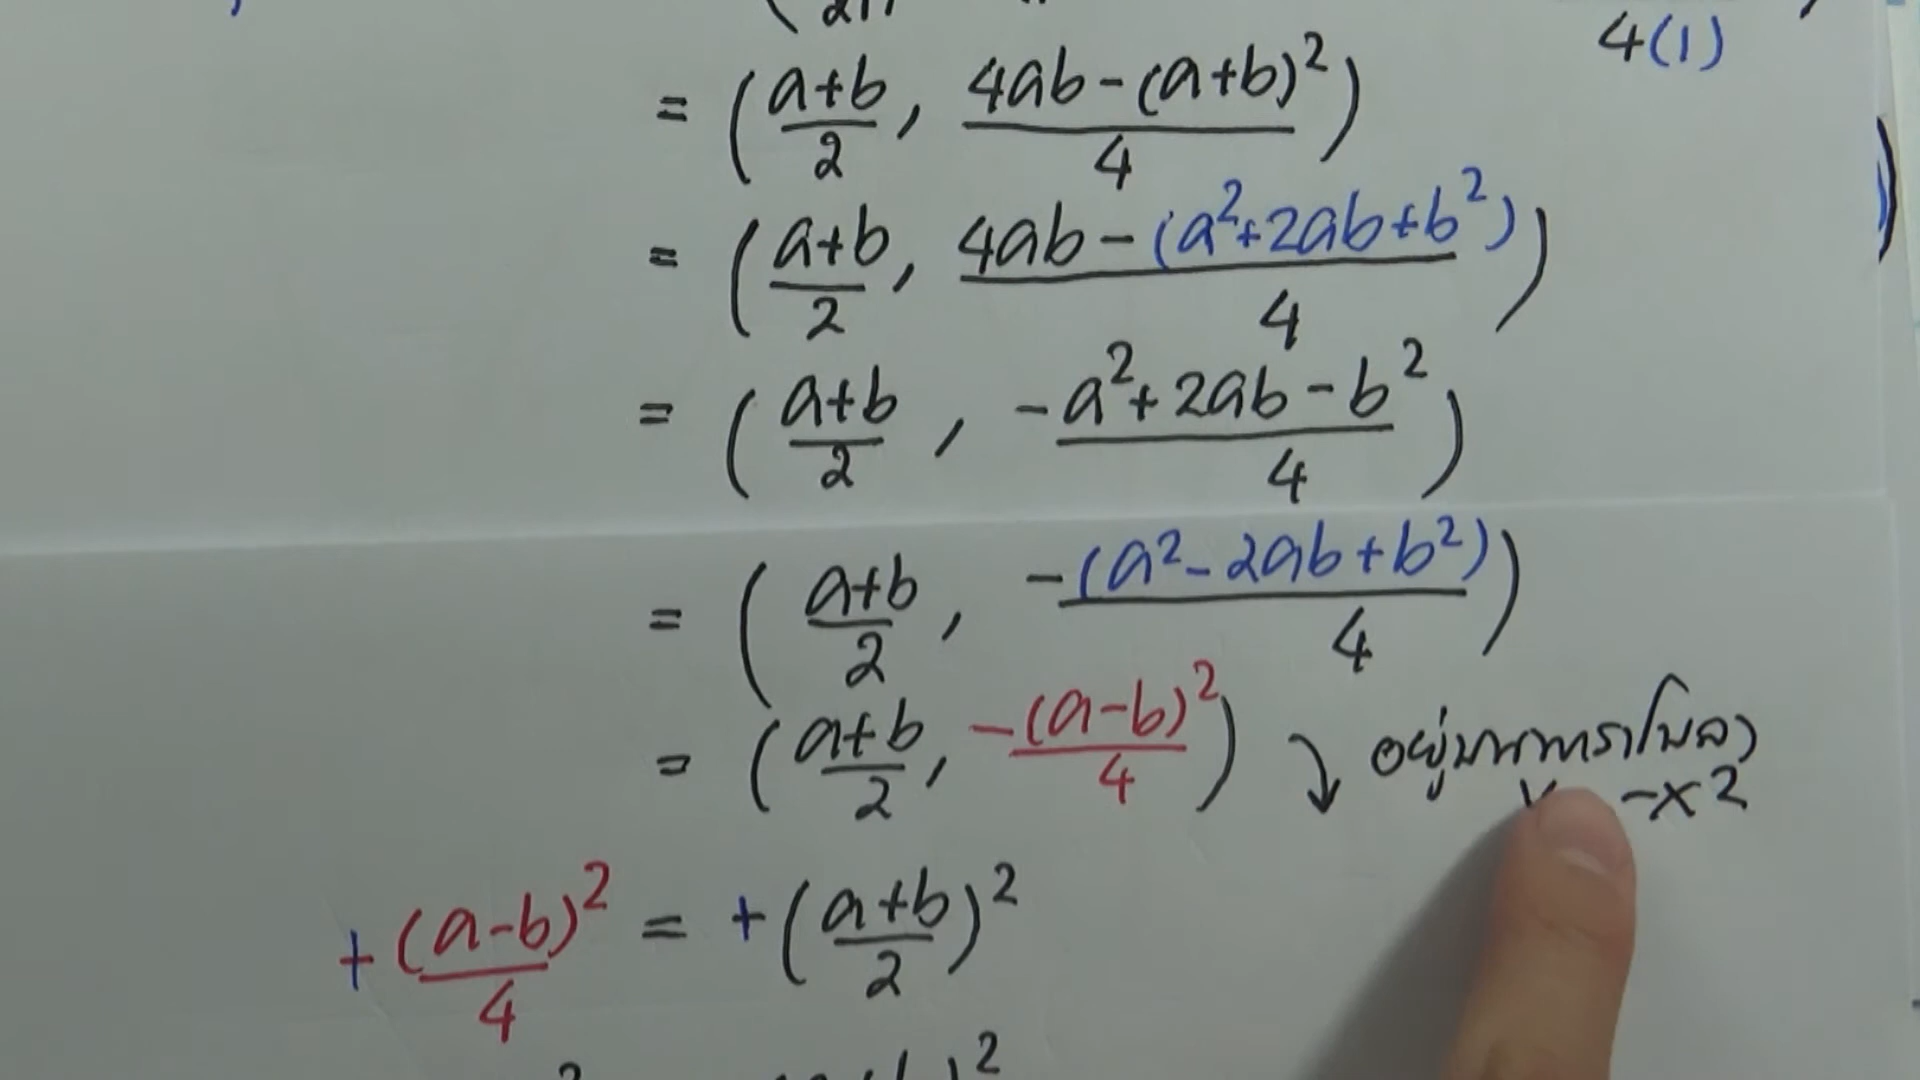 4(1)
= (a+b/2, 4ab-(a+b)²/4)
= (a+b/2, 4ab-(a²+2ab+b²)/4)
= (a+b/2, -a²+2ab-b²/4)
= (a+b/2, -(a²-2ab+b²)/4)
= (a+b/2, -(a-b)²/4) ↘ อยู่บนพาราโบลา
-x2
+(a-b)²/4 = +(a+b/2)²